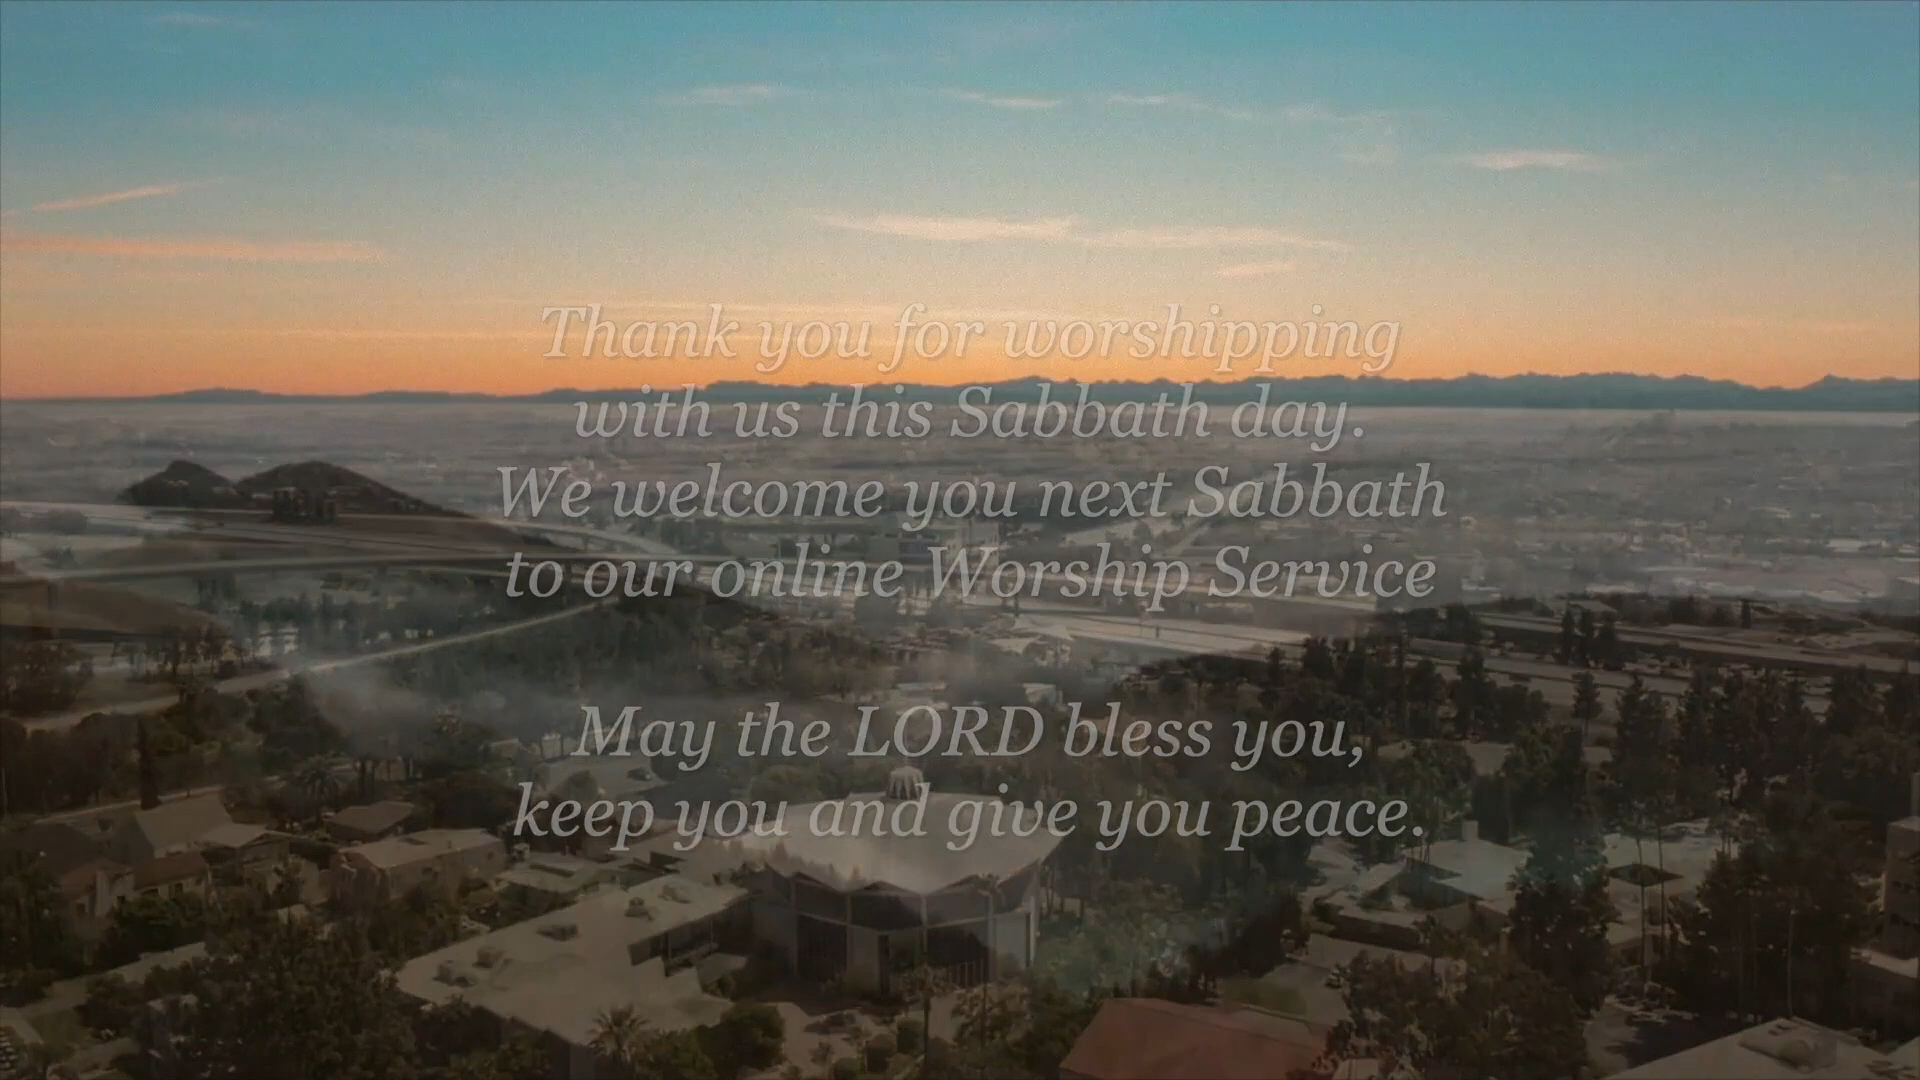 Thank you for worshipping
with us this Sabbath day.
We welcome you next Sabbath
to our online Worship Service
May the LORD bless you,
keep you and give you peace.